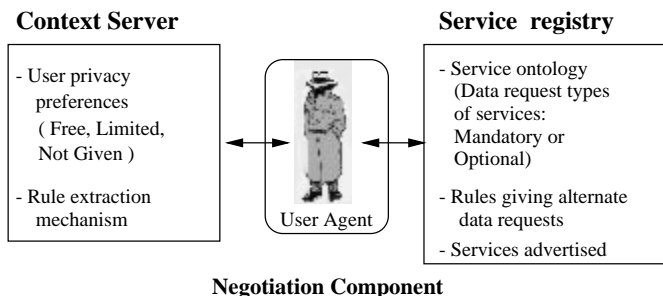 Context Server
- User privacy
preferences
( Free, Limited,
Not Given )
- Rule extraction
mechanism
User Agent
Service registry
- Service ontology
(Data request types
of services:
Mandatory or
Optional)
- Rules giving alternate
data requests
- Services advertised
Negotiation Component